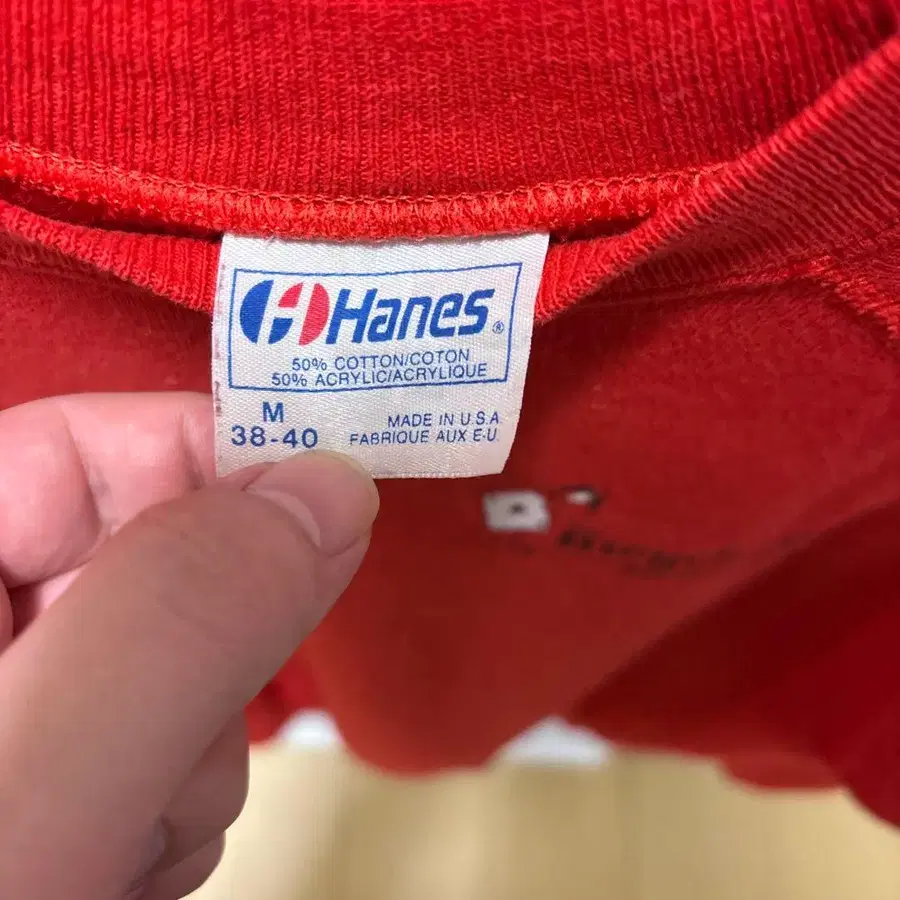 Hanes®
50% COTTON/COTON
50% ACRYLIC/ACRYLIQUE
M
38-40
MADE IN U.S.A
FABRIQUE AUX E.U.